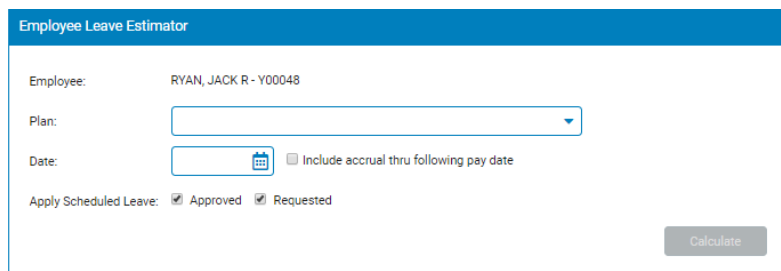 Employee Leave Estimator
Employee: RYAN, JACK R - Y00048
Plan:
Date: Include accrual thru following pay date
Apply Scheduled Leave: Approved Requested
Calculate